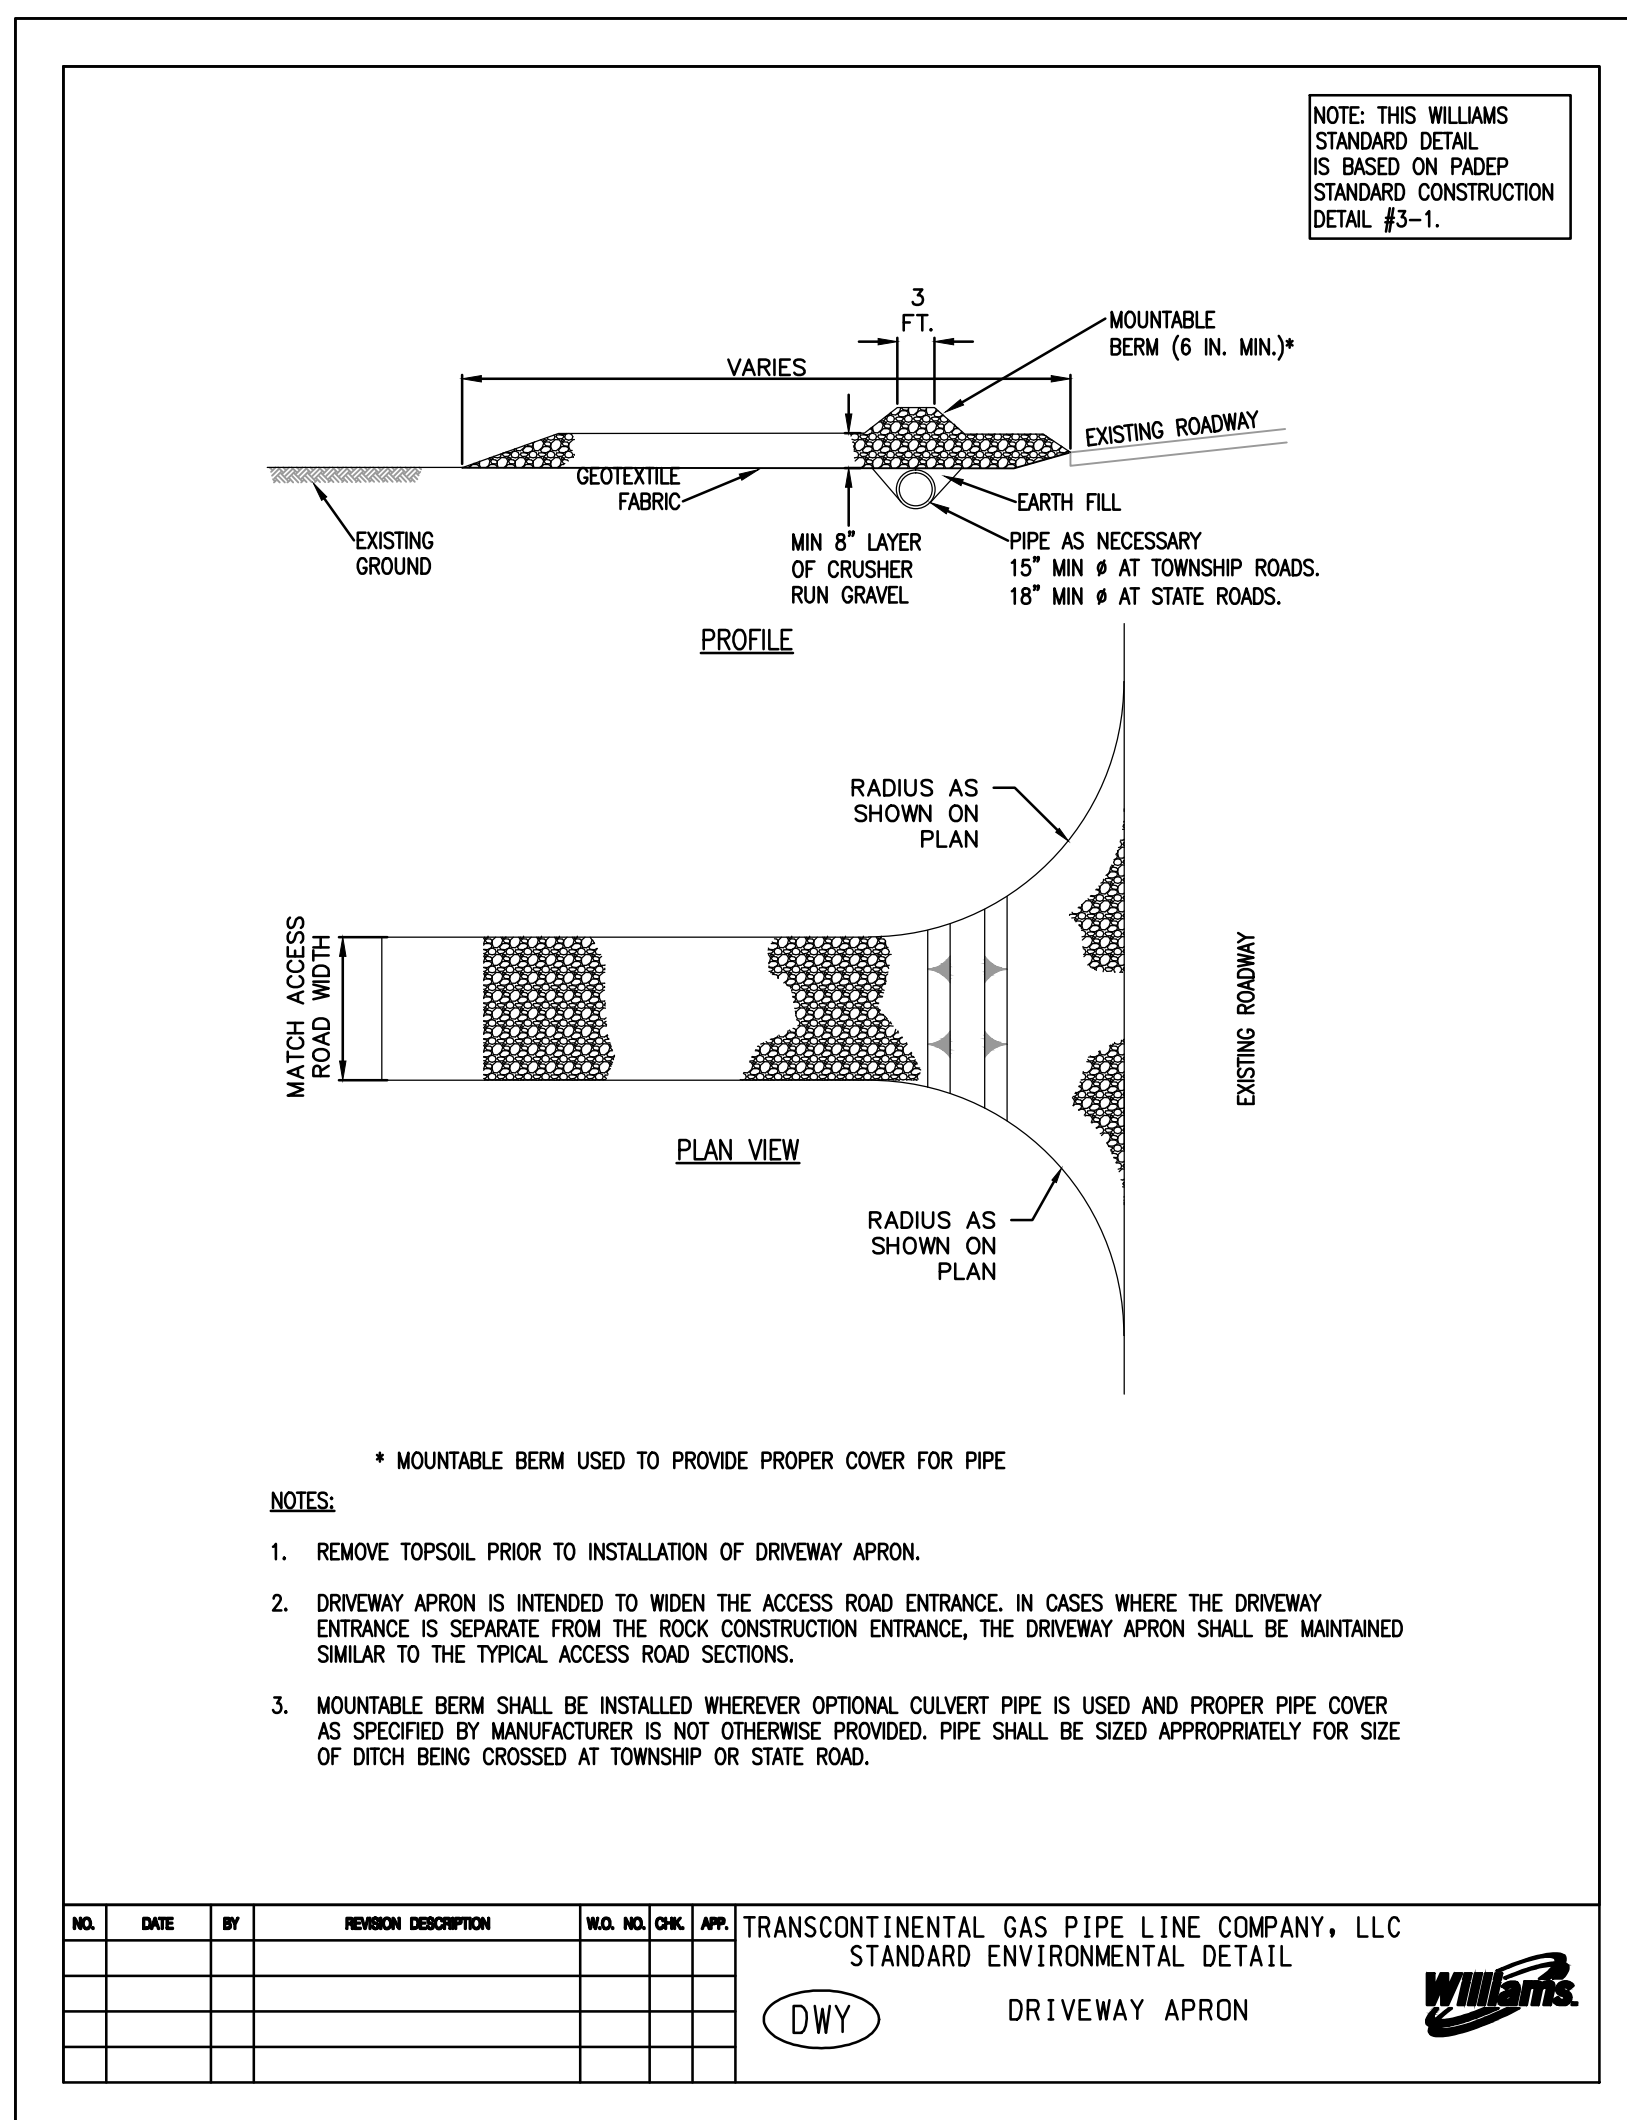 NOTE: THIS WILLIAMS
STANDARD DETAIL
IS BASED ON PADEP
STANDARD CONSTRUCTION
DETAIL #3-1.
3
FT.
MOUNTABLE
BERM (6 IN. MIN.)*
VARIES
EXISTING ROADWAY
GEOTEXTILE
FABRIC
EARTH FILL
EXISTING
GROUND
MIN 8" LAYER
OF CRUSHER
RUN GRAVEL
PIPE AS NECESSARY
15" MIN Ø AT TOWNSHIP ROADS.
18" MIN Ø AT STATE ROADS.
PROFILE
RADIUS AS
SHOWN ON
PLAN
MATCH ACCESS
ROAD WIDTH
EXISTING ROADWAY
PLAN VIEW
RADIUS AS
SHOWN ON
PLAN
* MOUNTABLE BERM USED TO PROVIDE PROPER COVER FOR PIPE
NOTES:
1. REMOVE TOPSOIL PRIOR TO INSTALLATION OF DRIVEWAY APRON.
2. DRIVEWAY APRON IS INTENDED TO WIDEN THE ACCESS ROAD ENTRANCE. IN CASES WHERE THE DRIVEWAY
ENTRANCE IS SEPARATE FROM THE ROCK CONSTRUCTION ENTRANCE, THE DRIVEWAY APRON SHALL BE MAINTAINED
SIMILAR TO THE TYPICAL ACCESS ROAD SECTIONS.
3. MOUNTABLE BERM SHALL BE INSTALLED WHEREVER OPTIONAL CULVERT PIPE IS USED AND PROPER PIPE COVER
AS SPECIFIED BY MANUFACTURER IS NOT OTHERWISE PROVIDED. PIPE SHALL BE SIZED APPROPRIATELY FOR SIZE
OF DITCH BEING CROSSED AT TOWNSHIP OR STATE ROAD.
NO. DATE BY REVISION DESCRIPTION W.O. NO. CHK. APP.
TRANSCONTINENTAL GAS PIPE LINE COMPANY, LLC
STANDARD ENVIRONMENTAL DETAIL
DWY
DRIVEWAY APRON
Williams.